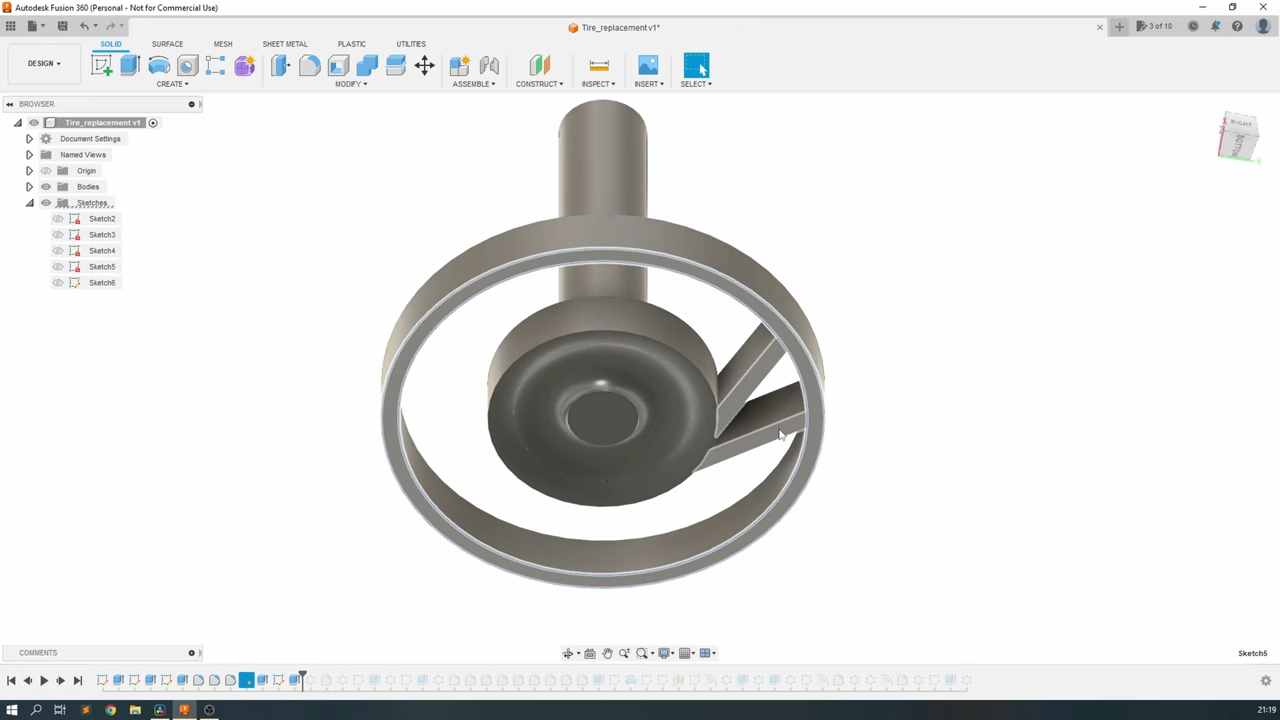 Autodesk Fusion 360 (Personal - Not for Commercial Use)
Tire_replacement v1*
3 of 10
DESIGN
SOLID
SURFACE
MESH
SHEET METAL
PLASTIC
UTILITIES
CREATE
MODIFY
ASSEMBLE
CONSTRUCT
INSPECT
INSERT
SELECT
BROWSER
Tire_replacement v1
Document Settings
Named Views
Origin
Bodies
Sketches
Sketch2
Sketch3
Sketch4
Sketch5
Sketch6
RIGHT
BOTTOM
COMMENTS
Sketch5
21:19